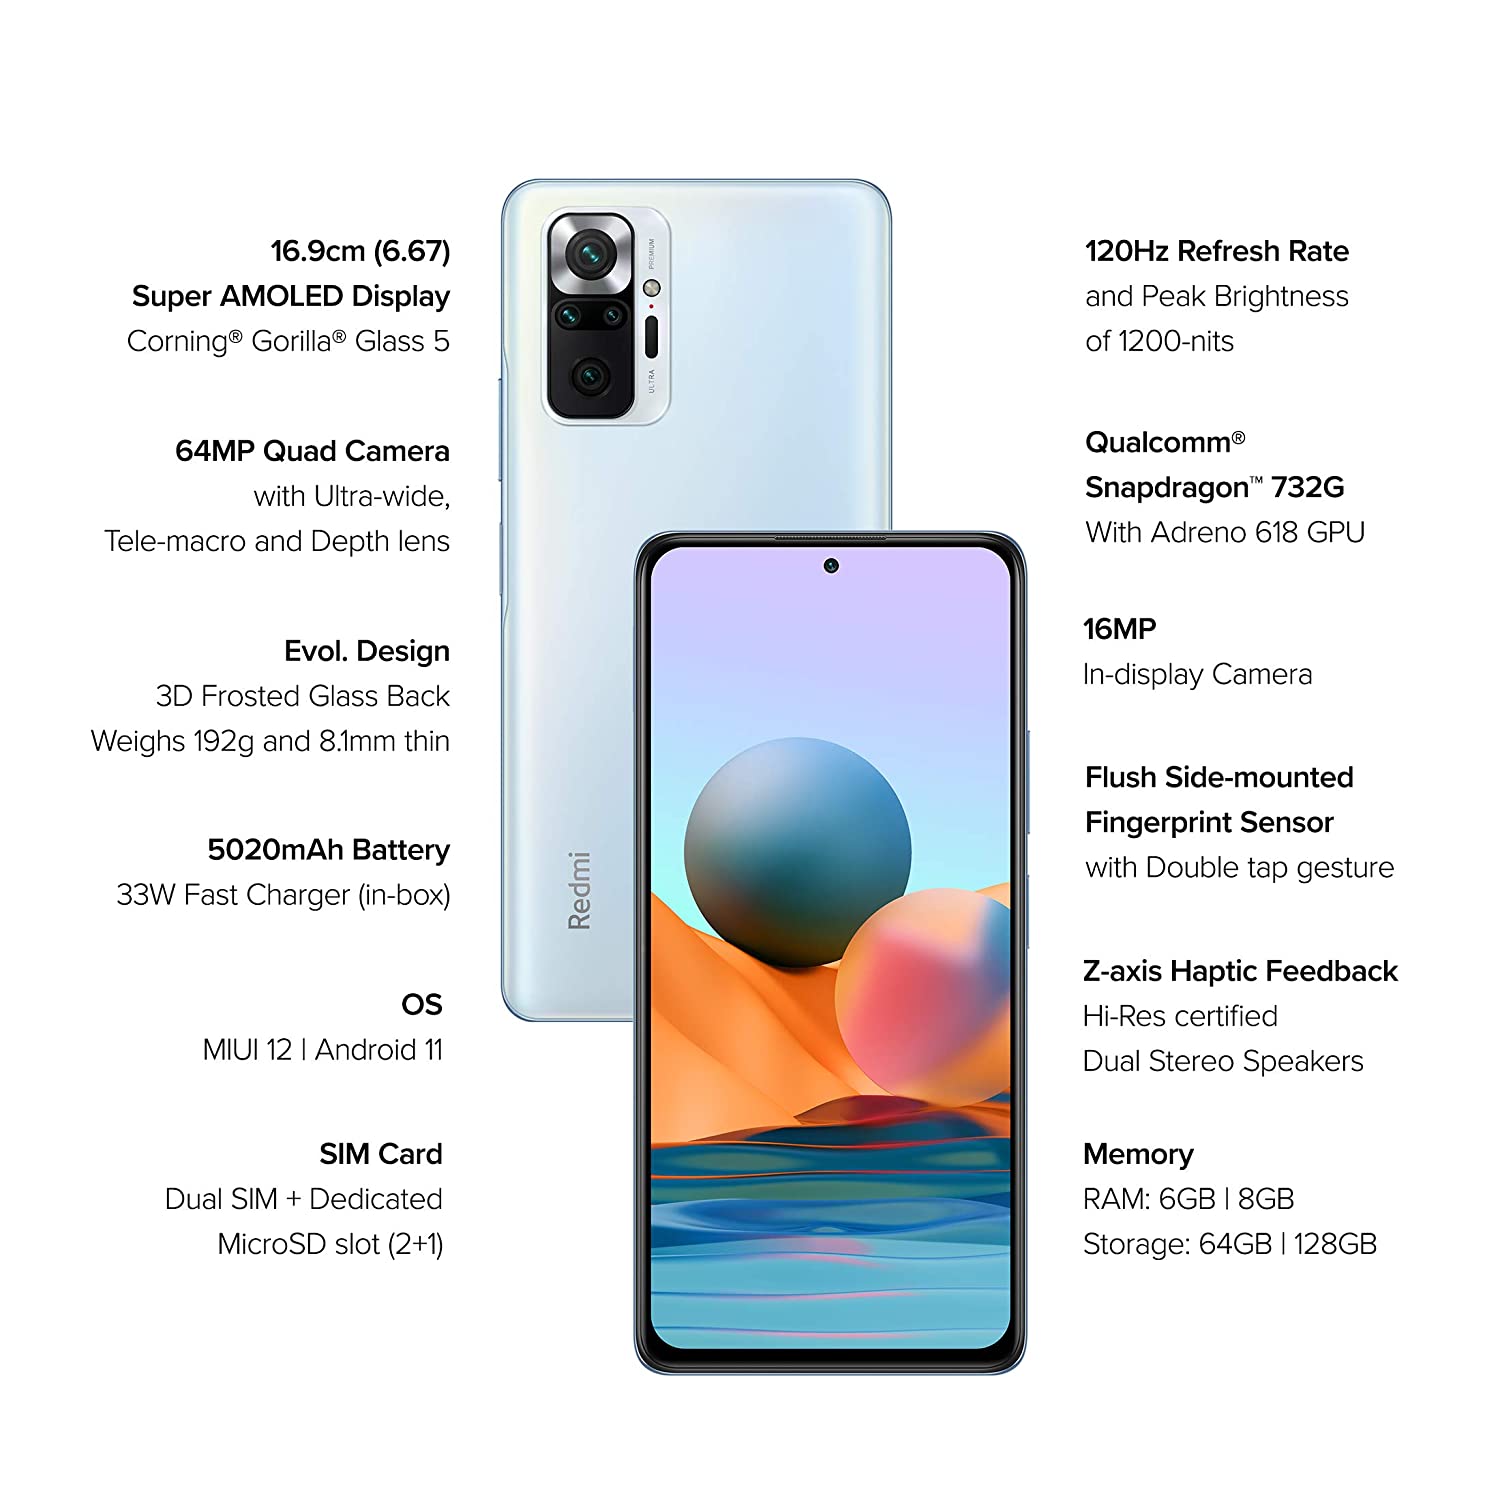 16.9cm (6.67)
Super AMOLED Display
Corning® Gorilla® Glass 5
64MP Quad Camera
with Ultra-wide,
Tele-macro and Depth lens
Evol. Design
3D Frosted Glass Back
Weighs 192g and 8.1mm thin
5020mAh Battery
33W Fast Charger (in-box)
OS
MIUI 12 | Android 11
SIM Card
Dual SIM + Dedicated
MicroSD slot (2+1)
PREMIUM
ULTRA
Redmi
120Hz Refresh Rate
and Peak Brightness
of 1200-nits
Qualcomm®
Snapdragon™ 732G
With Adreno 618 GPU
16MP
In-display Camera
Flush Side-mounted
Fingerprint Sensor
with Double tap gesture
Z-axis Haptic Feedback
Hi-Res certified
Dual Stereo Speakers
Memory
RAM: 6GB | 8GB
Storage: 64GB | 128GB